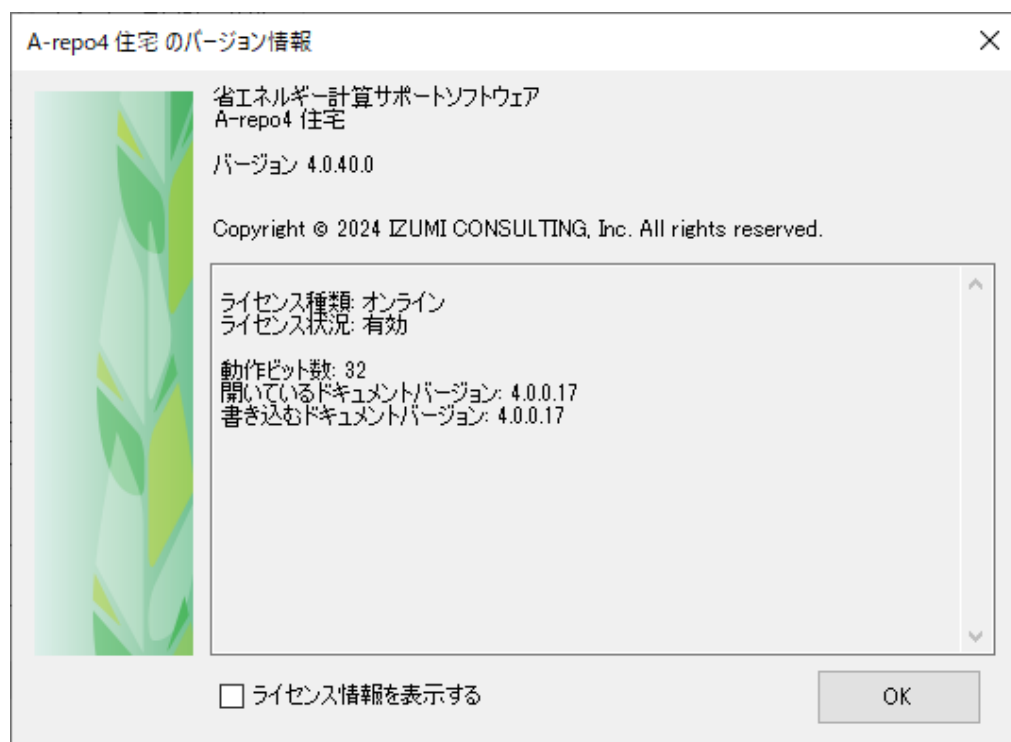 A-repo4 住宅 のバージョン情報
省エネルギー計算サポートソフトウェア
A-repo4 住宅
バージョン 4.0.40.0
Copyright © 2024 IZUMI CONSULTING, Inc. All rights reserved.
ライセンス種類: オンライン
ライセンス状況: 有効
動作ビット数: 32
開いているドキュメントバージョン: 4.0.0.17
書き込むドキュメントバージョン: 4.0.0.17
ライセンス情報を表示する
OK